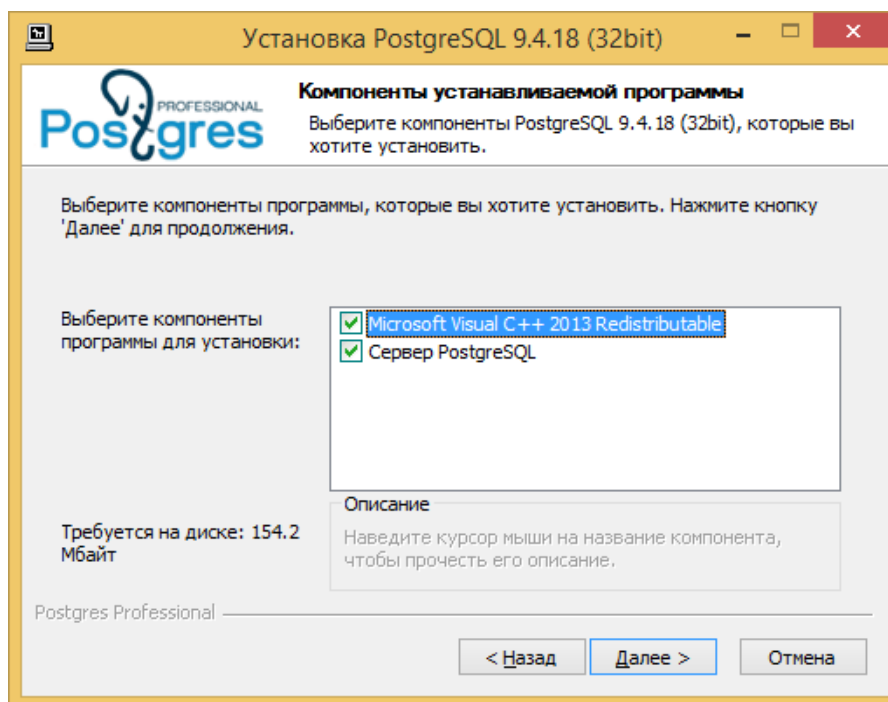 Установка PostgreSQL 9.4.18 (32bit)
PROFESSIONAL
Postgres
Компоненты устанавливаемой программы
Выберите компоненты PostgreSQL 9.4.18 (32bit), которые вы
хотите установить.
Выберите компоненты программы, которые вы хотите установить. Нажмите кнопку
'Далее' для продолжения.
Выберите компоненты
программы для установки:
Microsoft Visual C++ 2013 Redistributable
Сервер PostgreSQL
Требуется на диске: 154.2
Мбайт
Описание
Наведите курсор мыши на название компонента,
чтобы прочесть его описание.
Postgres Professional
< Назад
Далее >
Отмена